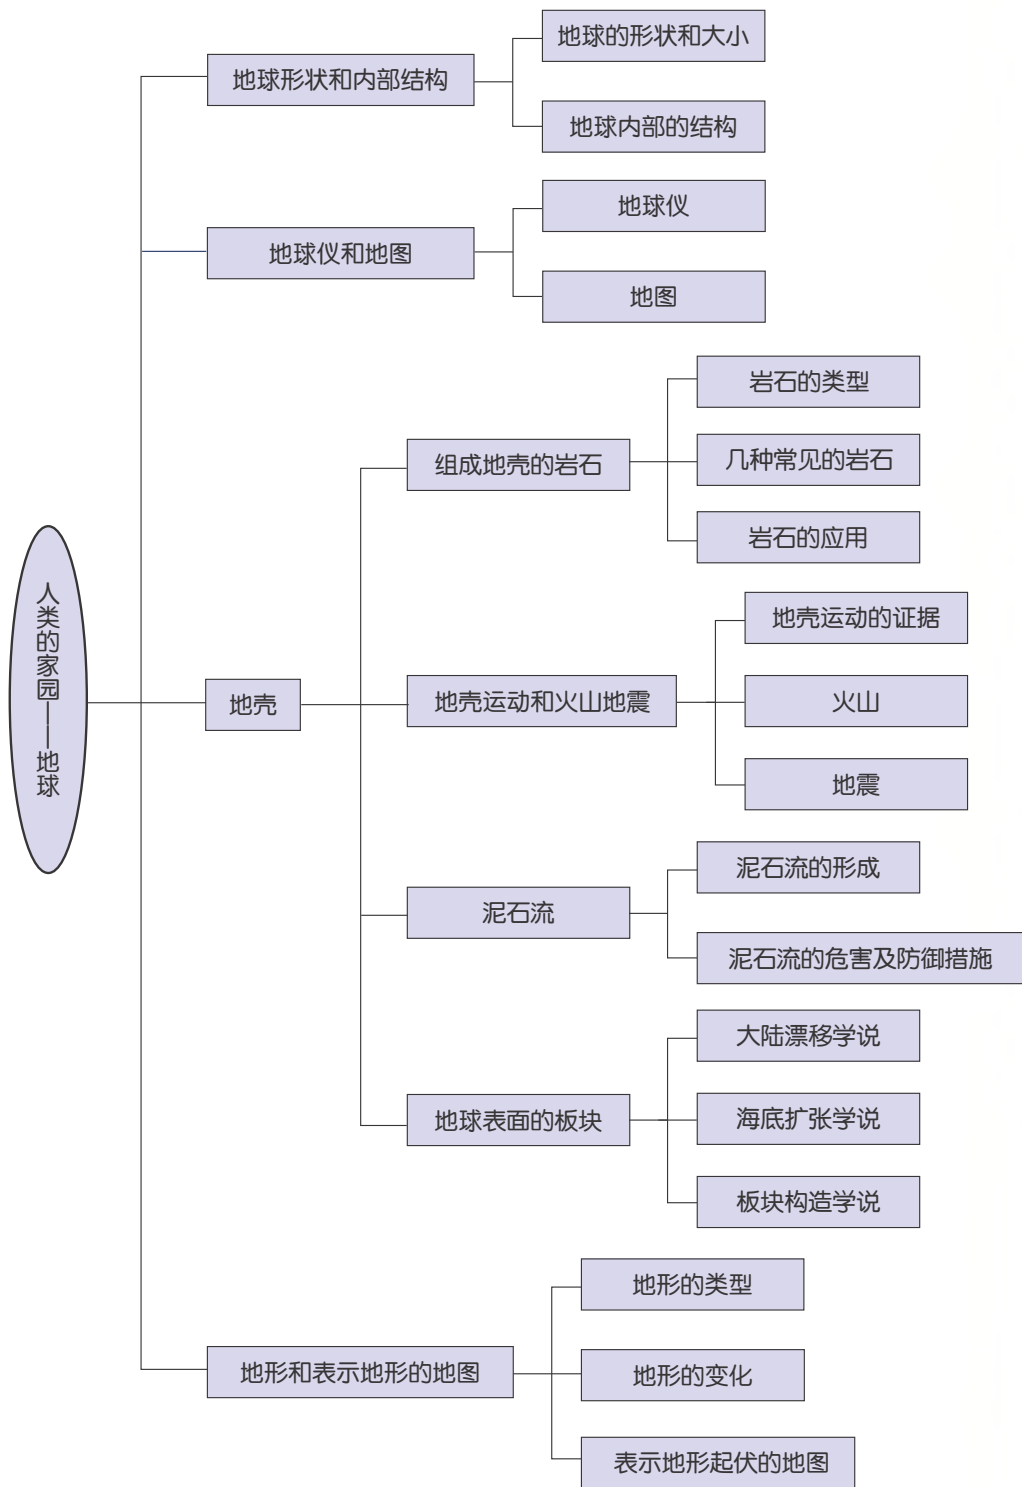 人类的家园——地球
地球形状和内部结构
地球的形状和大小
地球内部的结构
地球仪和地图
地球仪
地图
地壳
组成地壳的岩石
岩石的类型
几种常见的岩石
岩石的应用
地壳运动和火山地震
地壳运动的证据
火山
地震
泥石流
泥石流的形成
泥石流的危害及防御措施
地球表面的板块
大陆漂移学说
海底扩张学说
板块构造学说
地形和表示地形的地图
地形的类型
地形的变化
表示地形起伏的地图